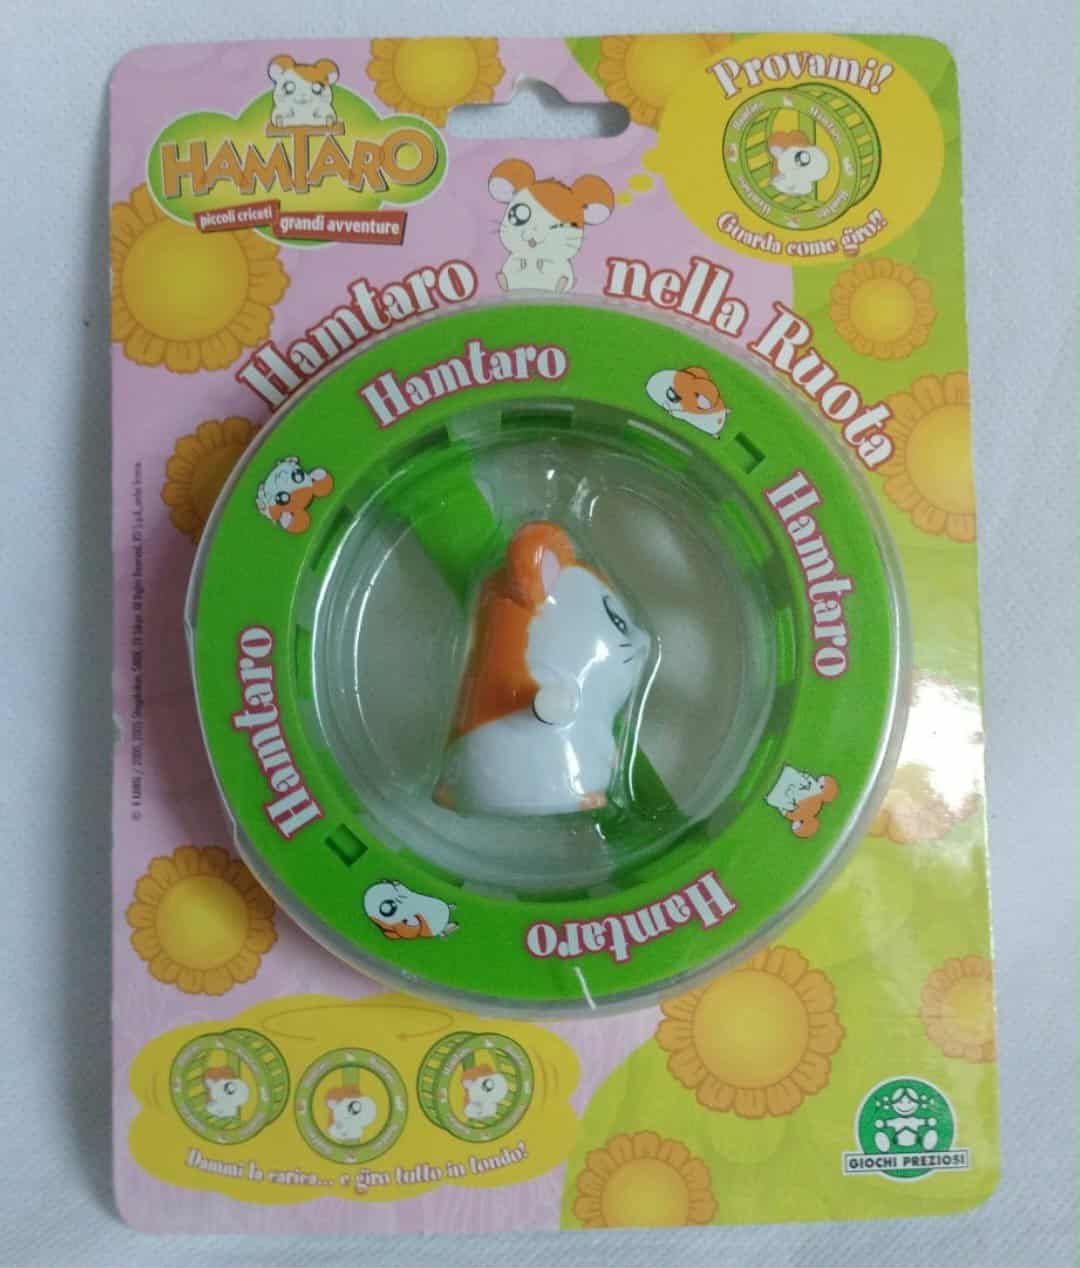 HAMTARO
piccoli criceti
grandi avventure
Provami!
Guarda come giro!!
Hamtaro nella Ruota
Hamtaro
Hamtaro
Hamtaro
Hamtaro
Dammi la carica... e giro tutto in tondo!
GIOCHI PREZIOSI